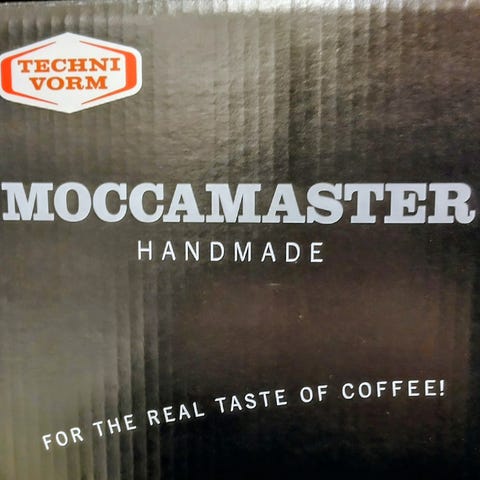 TECHNI
VORM
MOCCAMASTER
HANDMADE
FOR THE REAL TASTE OF COFFEE!